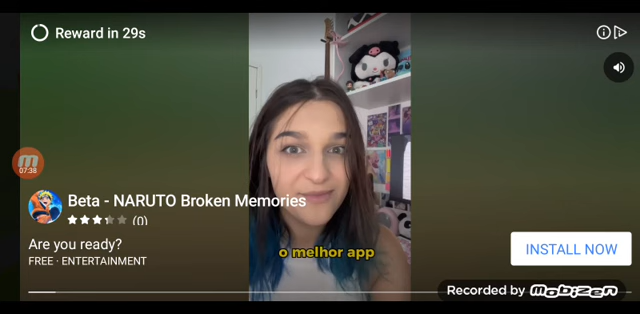 Reward in 29s
M
07:38
Beta - NARUTO Broken Memories
(0)
Are you ready?
FREE · ENTERTAINMENT
o melhor app
INSTALL NOW
Recorded by MOBIZEN